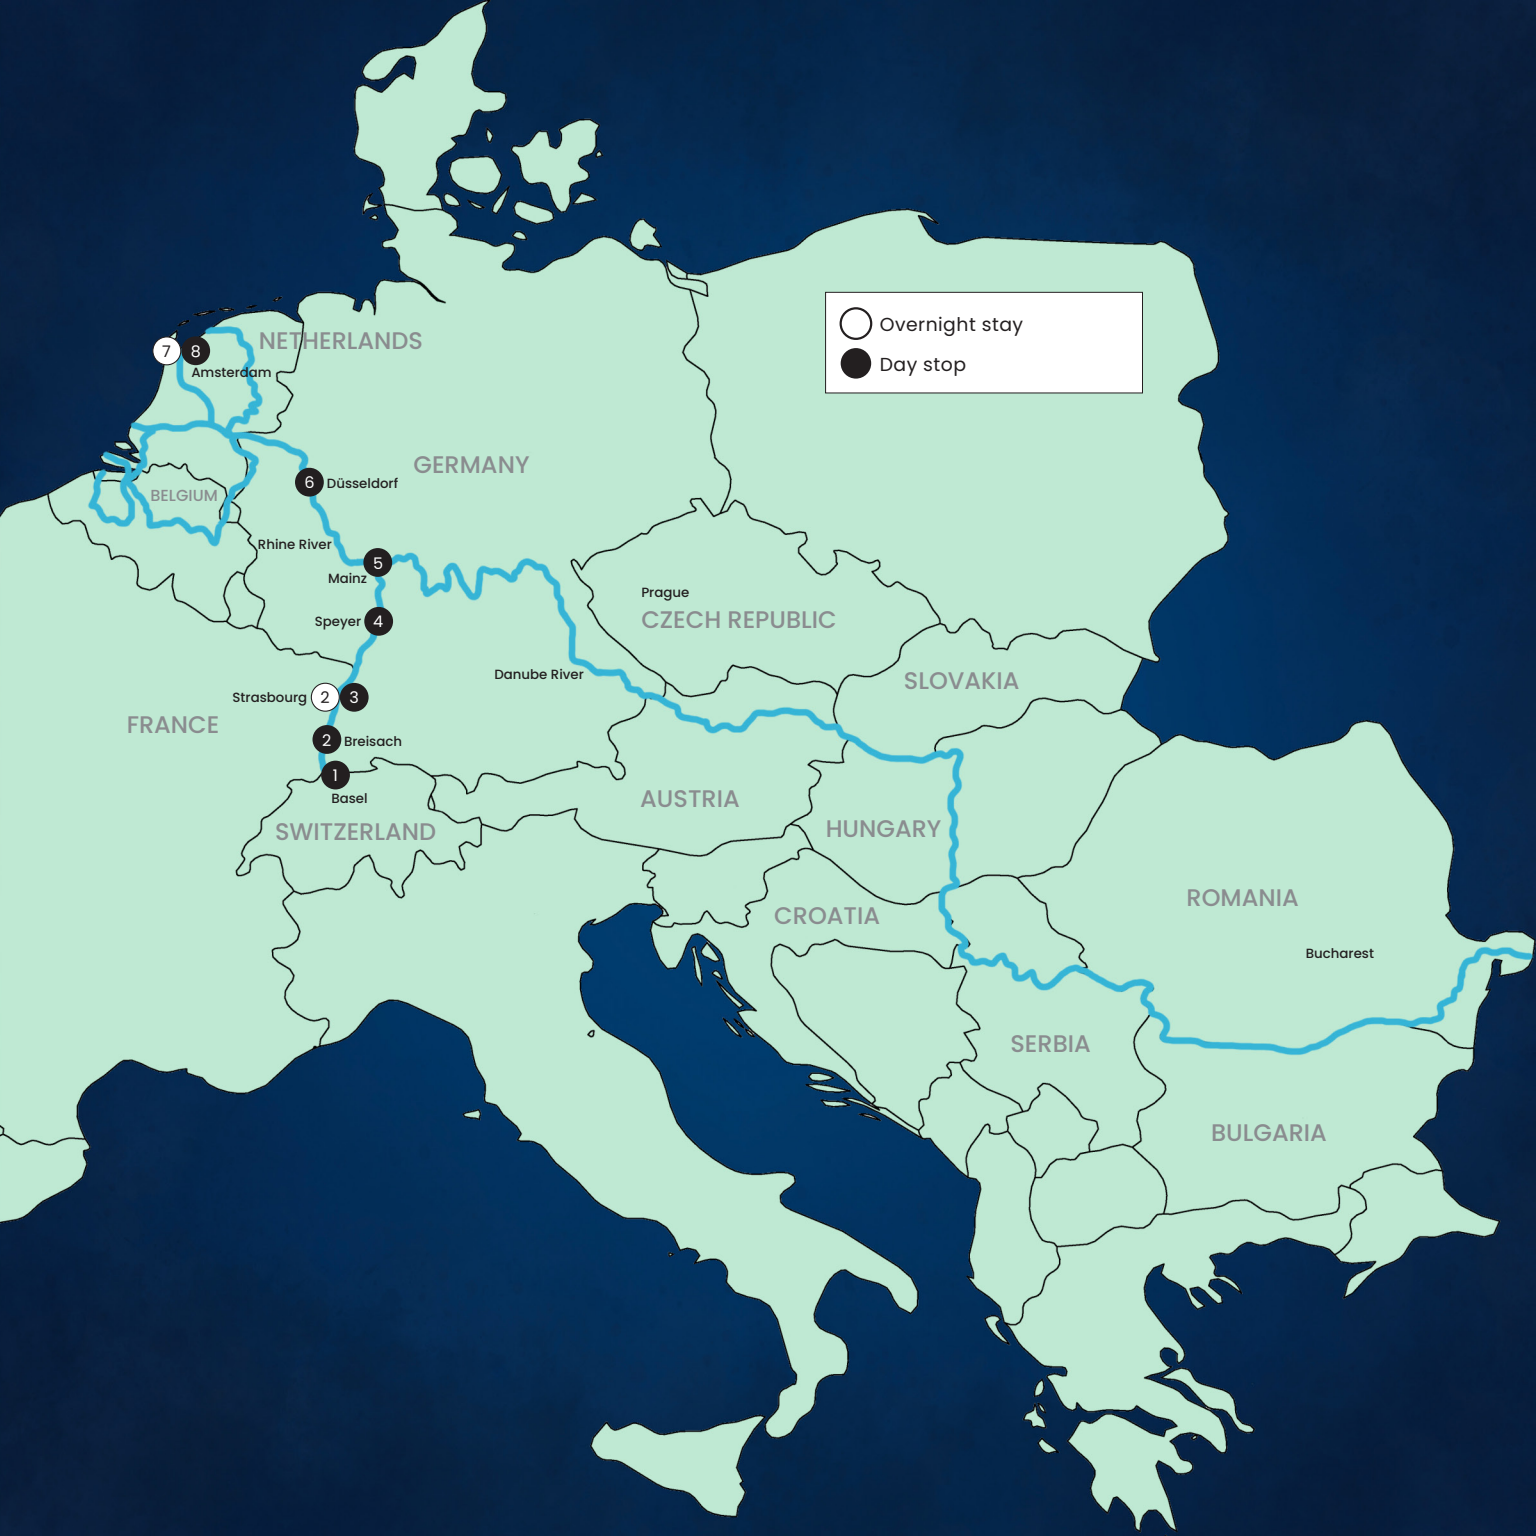 Overnight stay
Day stop
NETHERLANDS
7 8
Amsterdam
GERMANY
6 Düsseldorf
BELGIUM
Rhine River
5
Mainz
Prague
CZECH REPUBLIC
Speyer 4
Danube River
SLOVAKIA
Strasbourg 2 3
FRANCE
2 Breisach
1
Basel
AUSTRIA
SWITZERLAND
HUNGARY
ROMANIA
CROATIA
Bucharest
SERBIA
BULGARIA